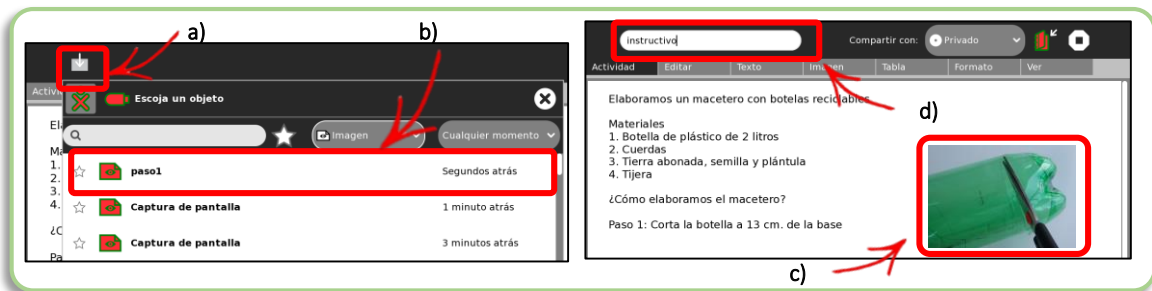 a)
b)
Activi
Escoja un objeto
Imagen
Cualquier momento
El
Ma
1.
2.
3.
4.
¿C
Pa
paso1
Segundos atrás
Captura de pantalla
1 minuto atrás
Captura de pantalla
3 minutos atrás
instructivo
Compartir con:
Privado
Actividad
Editar
Texto
Imagen
Tabla
Formato
Ver
Elaboramos un macetero con botelas reciclables
d)
Materiales
1. Botella de plástico de 2 litros
2. Cuerdas
3. Tierra abonada, semilla y plántula
4. Tijera
¿Cómo elaboramos el macetero?
Paso 1: Corta la botella a 13 cm. de la base
c)